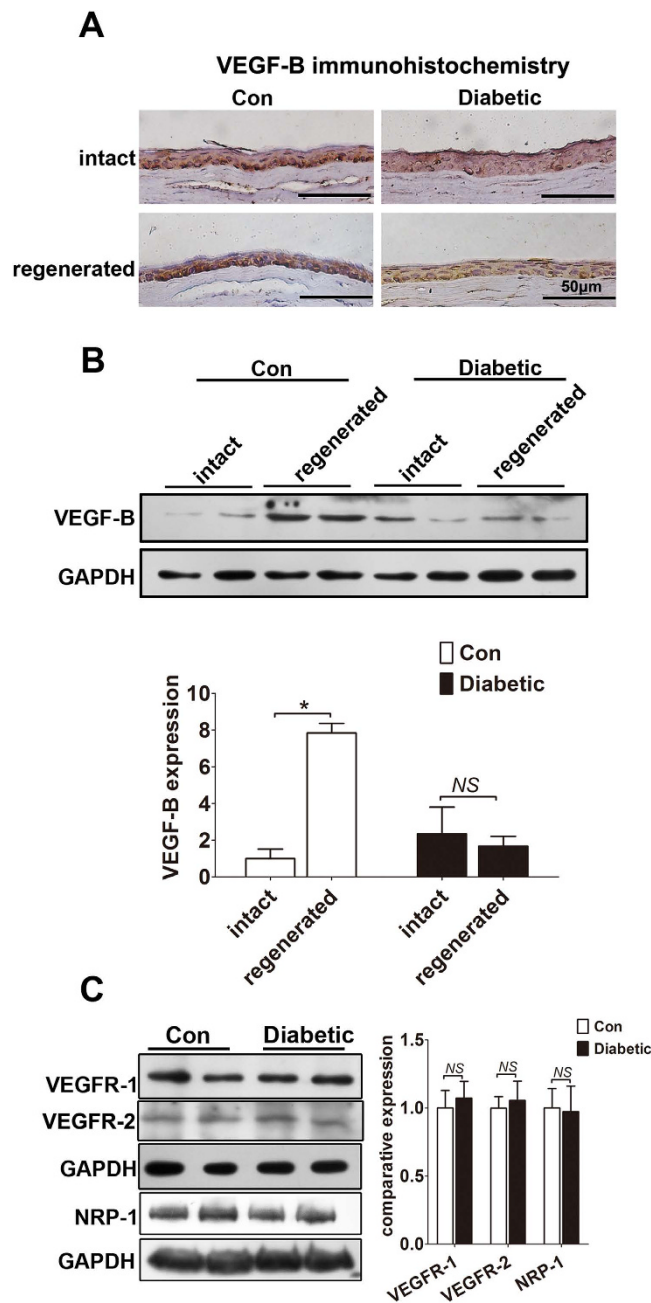 A
VEGF-B immunohistochemistry
Con Diabetic
intact
regenerated
50μm
B
Con Diabetic
intact regenerated intact regenerated
VEGF-B
GAPDH
Con
Diabetic
VEGF-B expression
10
8
6
4
2
0
*
NS
intact regenerated intact regenerated
C
Con Diabetic
VEGFR-1
VEGFR-2
GAPDH
NRP-1
GAPDH
Con
Diabetic
comparative expression
1.5
1.0
0.5
0.0
NS NS NS
VEGFR-1 VEGFR-2 NRP-1